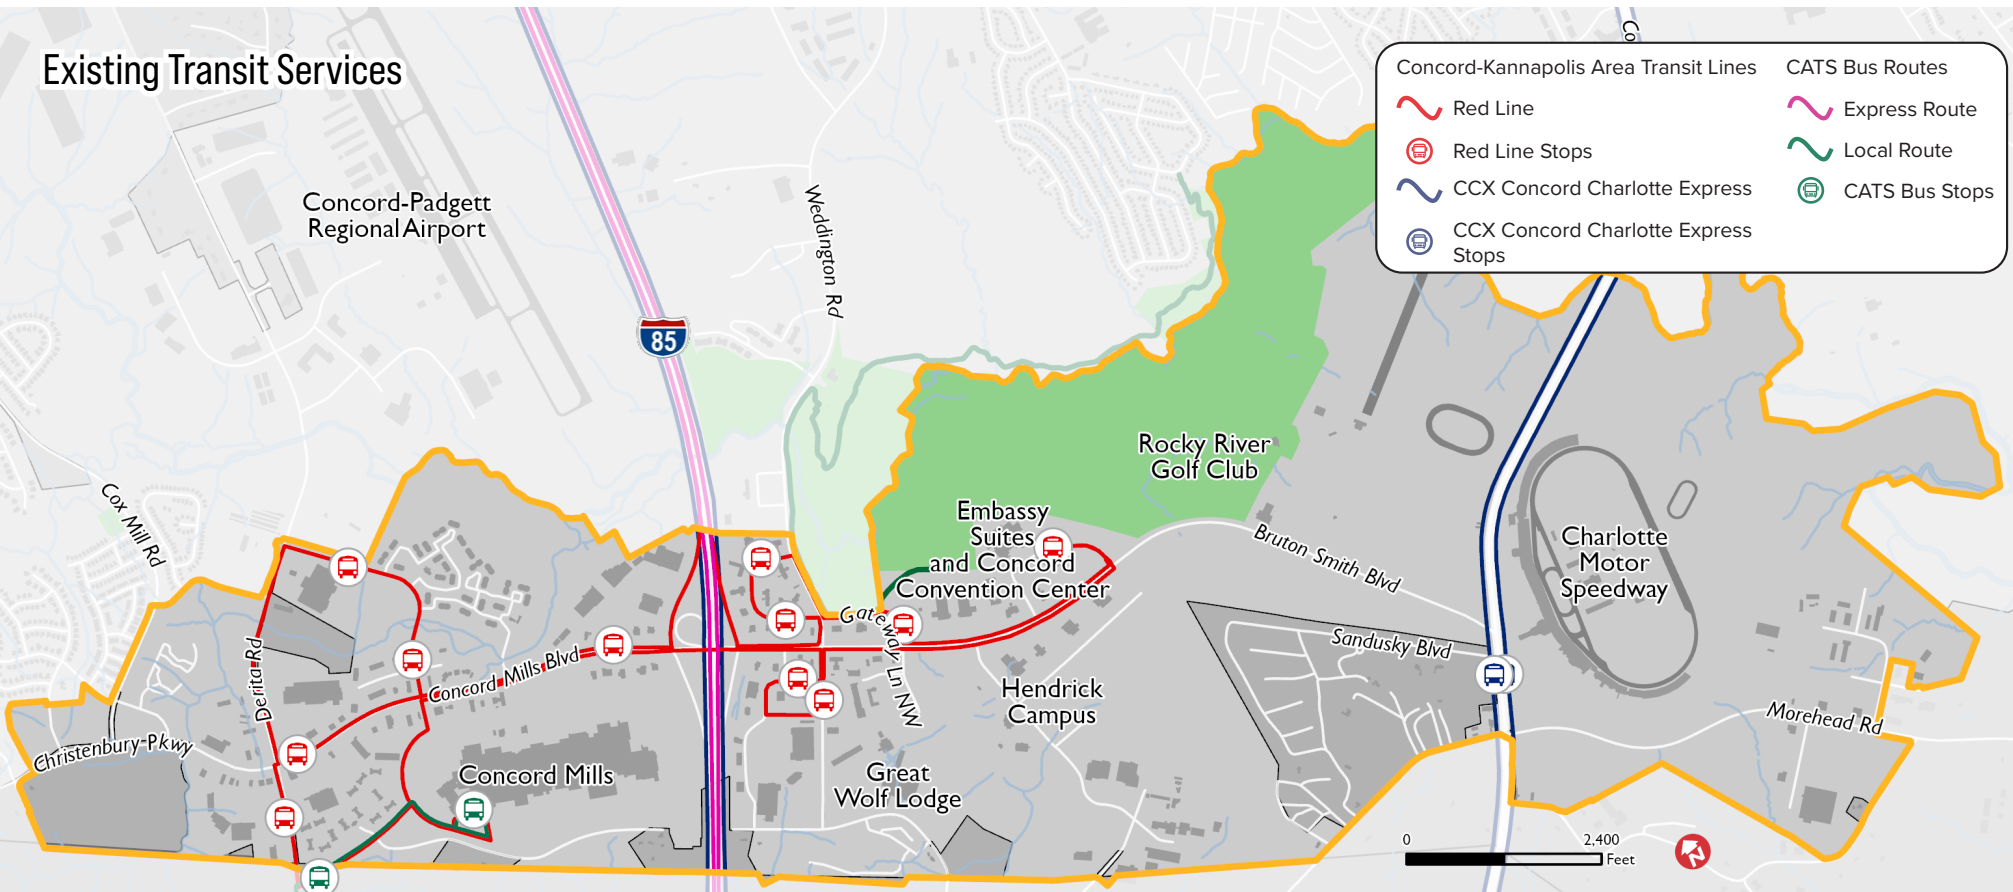 Existing Transit Services
Co
Concord-Kannapolis Area Transit Lines
Red Line
Red Line Stops
CCX Concord Charlotte Express
CCX Concord Charlotte Express
Stops
CATS Bus Routes
Express Route
Local Route
CATS Bus Stops
Concord-Padgett
Regional Airport
Weddington Rd
85
Rocky River
Golf Club
Cox Mill Rd
Embassy
Suites
and Concord
Convention Center
Bruton Smith Blvd
Charlotte
Motor
Speedway
Gateway Ln NW
Sandusky Blvd
Derita Rd
Concord Mills Blvd
Hendrick
Campus
Morehead Rd
Christenbury Pkwy
Concord Mills
Great
Wolf Lodge
0
2,400
Feet